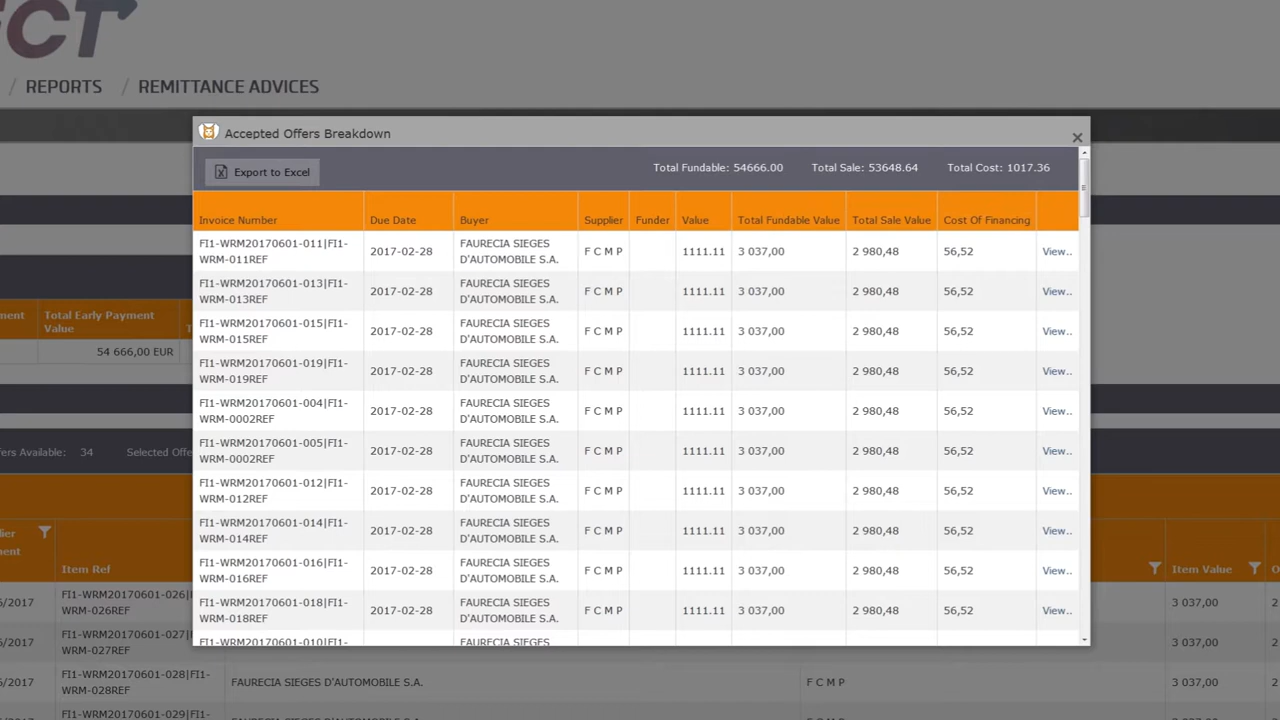 CT
/ REPORTS / REMITTANCE ADVICES
Accepted Offers Breakdown
Export to Excel
Total Fundable: 54666.00 Total Sale: 53648.64 Total Cost: 1017.36
Invoice Number Due Date Buyer Supplier Funder Value Total Fundable Value Total Sale Value Cost Of Financing
FI1-WRM20170601-011|FI1-
WRM-011REF 2017-02-28 FAURECIA SIEGES
D'AUTOMOBILE S.A. F C M P 1111.11 3 037,00 2 980,48 56,52 View..
FI1-WRM20170601-013|FI1-
WRM-013REF 2017-02-28 FAURECIA SIEGES
D'AUTOMOBILE S.A. F C M P 1111.11 3 037,00 2 980,48 56,52 View..
FI1-WRM20170601-015|FI1-
WRM-015REF 2017-02-28 FAURECIA SIEGES
D'AUTOMOBILE S.A. F C M P 1111.11 3 037,00 2 980,48 56,52 View..
FI1-WRM20170601-019|FI1-
WRM-019REF 2017-02-28 FAURECIA SIEGES
D'AUTOMOBILE S.A. F C M P 1111.11 3 037,00 2 980,48 56,52 View..
FI1-WRM20170601-004|FI1-
WRM-0002REF 2017-02-28 FAURECIA SIEGES
D'AUTOMOBILE S.A. F C M P 1111.11 3 037,00 2 980,48 56,52 View..
FI1-WRM20170601-005|FI1-
WRM-0002REF 2017-02-28 FAURECIA SIEGES
D'AUTOMOBILE S.A. F C M P 1111.11 3 037,00 2 980,48 56,52 View..
FI1-WRM20170601-012|FI1-
WRM-012REF 2017-02-28 FAURECIA SIEGES
D'AUTOMOBILE S.A. F C M P 1111.11 3 037,00 2 980,48 56,52 View..
FI1-WRM20170601-014|FI1-
WRM-014REF 2017-02-28 FAURECIA SIEGES
D'AUTOMOBILE S.A. F C M P 1111.11 3 037,00 2 980,48 56,52 View..
FI1-WRM20170601-016|FI1-
WRM-016REF 2017-02-28 FAURECIA SIEGES
D'AUTOMOBILE S.A. F C M P 1111.11 3 037,00 2 980,48 56,52 View..
FI1-WRM20170601-018|FI1-
WRM-018REF 2017-02-28 FAURECIA SIEGES
D'AUTOMOBILE S.A. F C M P 1111.11 3 037,00 2 980,48 56,52 View..
FI1-WRM20170601-010|FI1- FAURECIA SIEGES
Total Early Payment
Value
54 666,00 EUR
Offers Available: 34 Selected
Item Ref Item Value
/2017 FI1-WRM20170601-026|
WRM-026REF 3 037,00
/2017 FI1-WRM20170601-027|
WRM-027REF 3 037,00
/2017 FI1-WRM20170601-028|FI1-
WRM-028REF FAURECIA SIEGES D'AUTOMOBILE S.A. F C M P 3 037,00
FI1-WRM20170601-029|FI1-